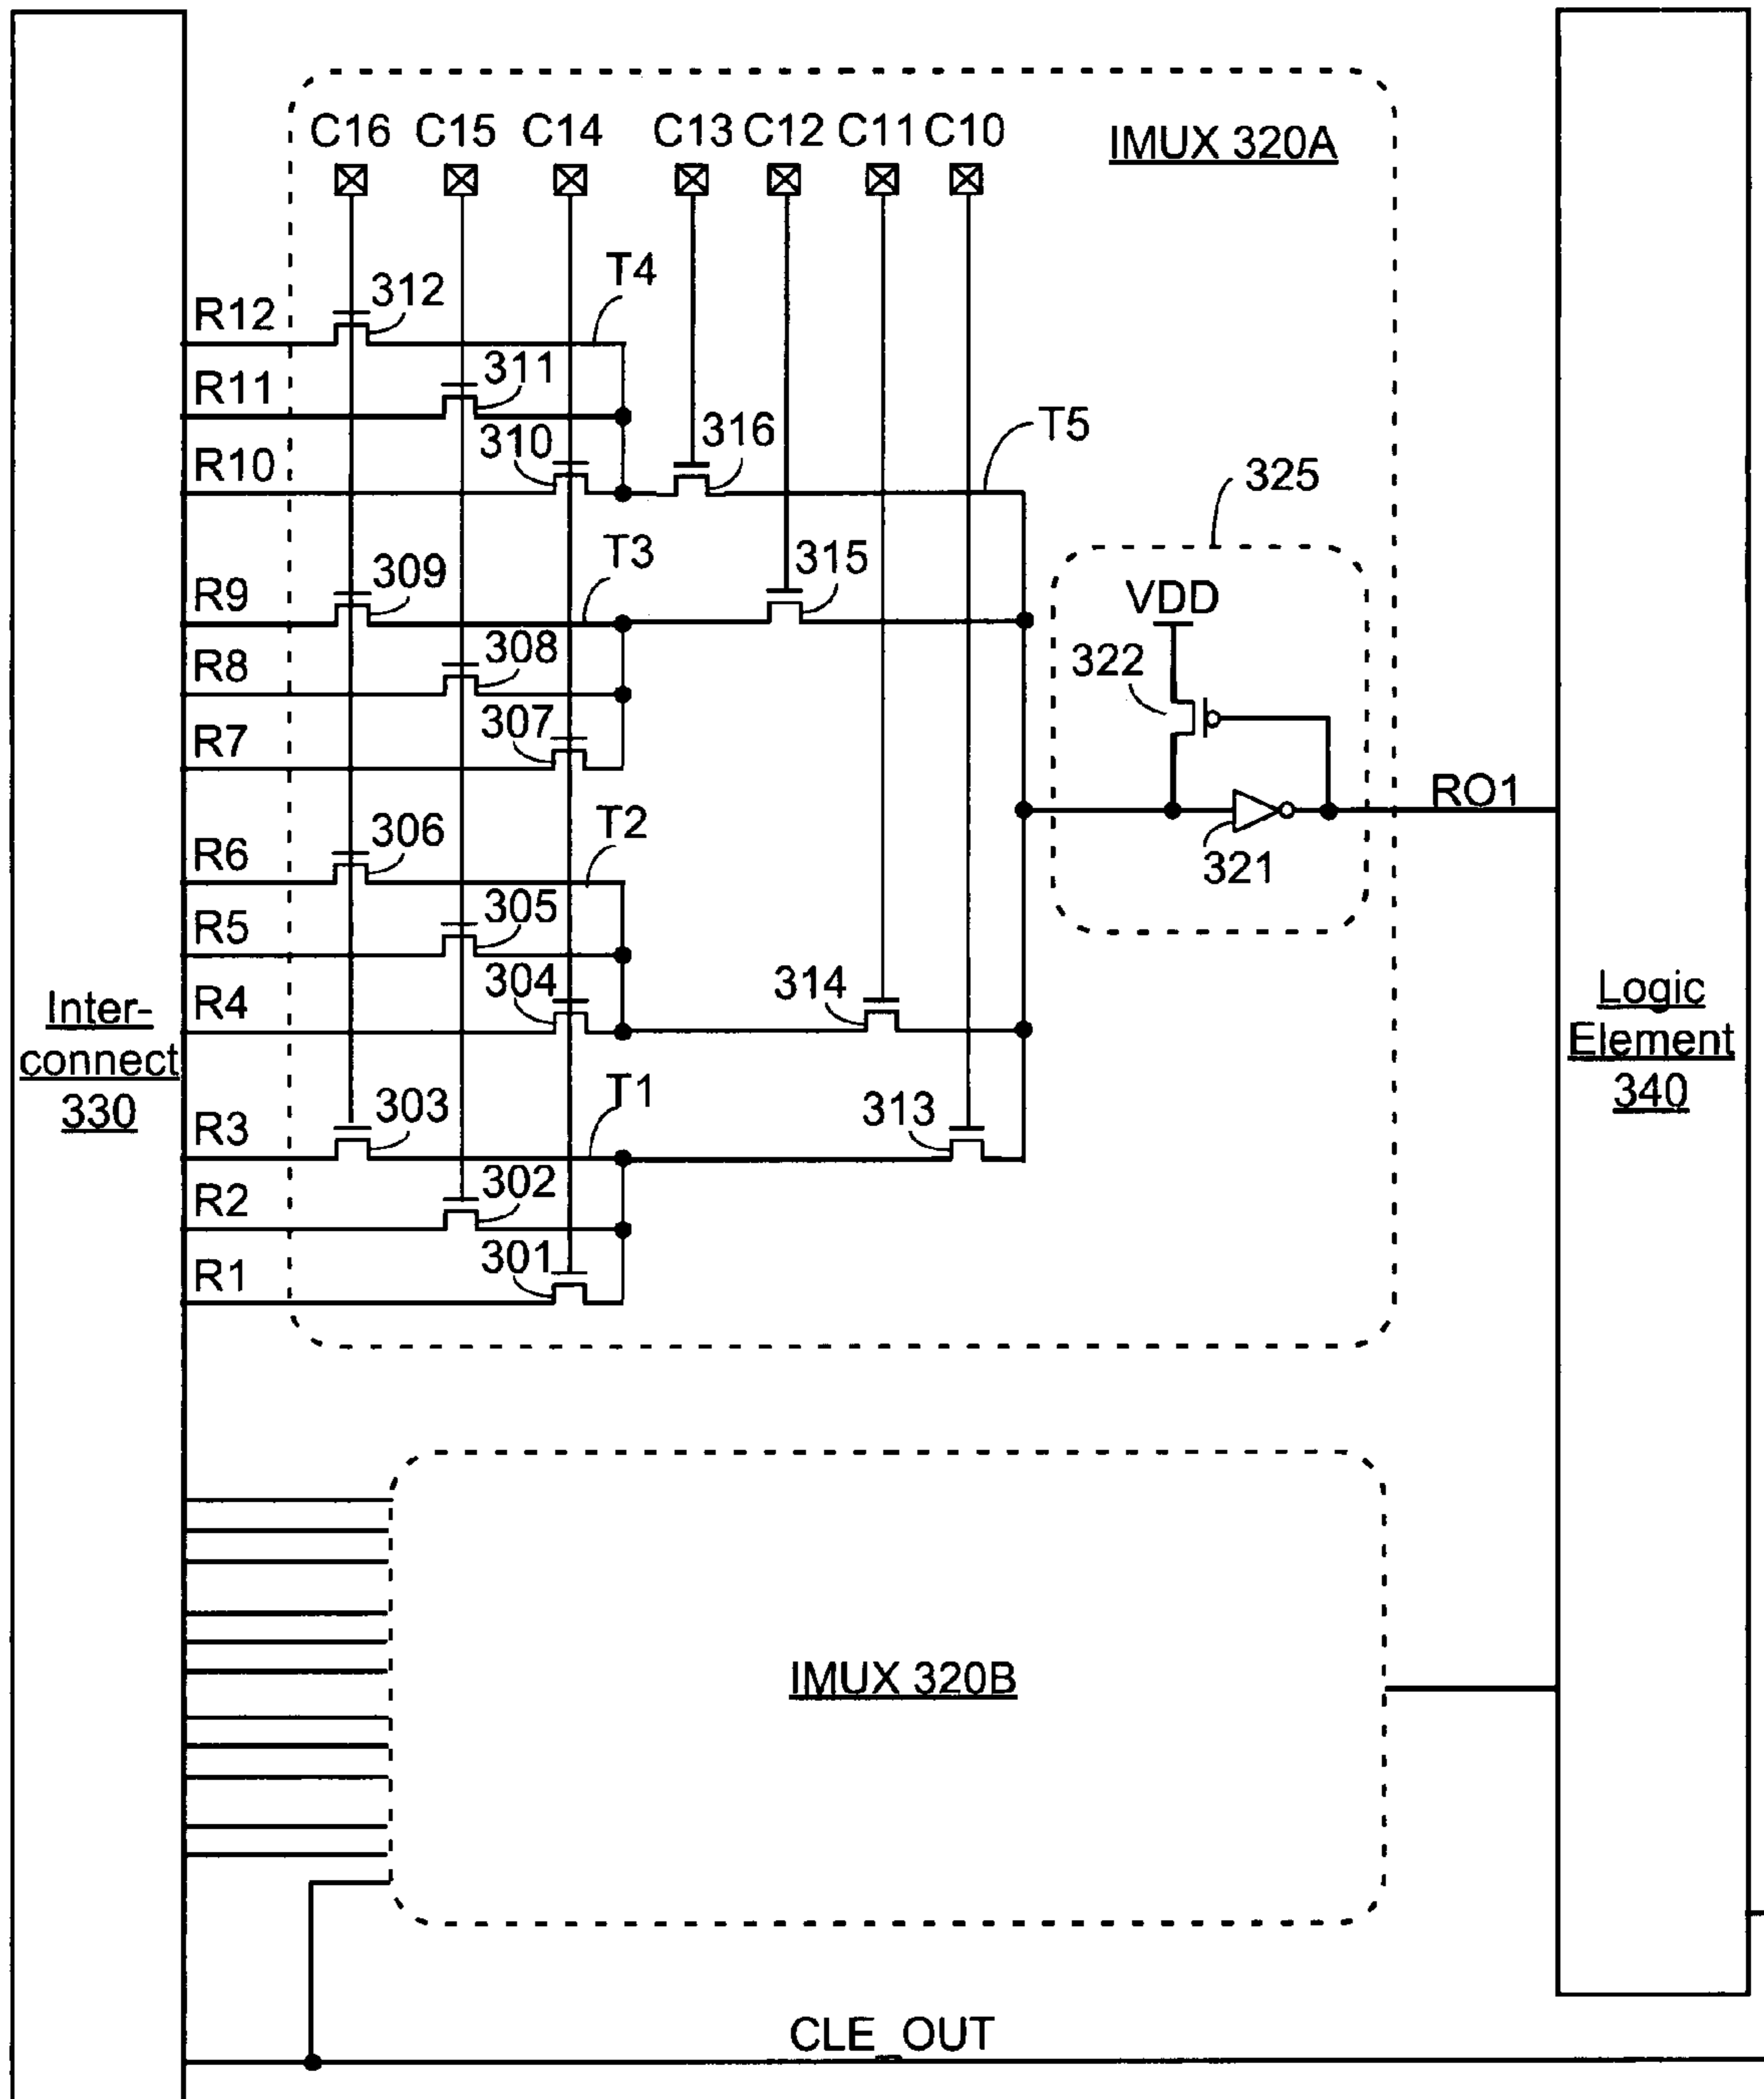 C16 C15 C14 C13 C12 C11 C10
IMUX 320A
R12 312 T4
R11 311
R10 310 316 T5
325
R9 309 T3 315
VDD
R8 308
322
R7 307
RO1
R6 306 T2
321
R5 305
R4 304 314
Inter-
connect
330
Logic
Element
340
R3 303 T1 313
R2 302
R1 301
IMUX 320B
CLE_OUT